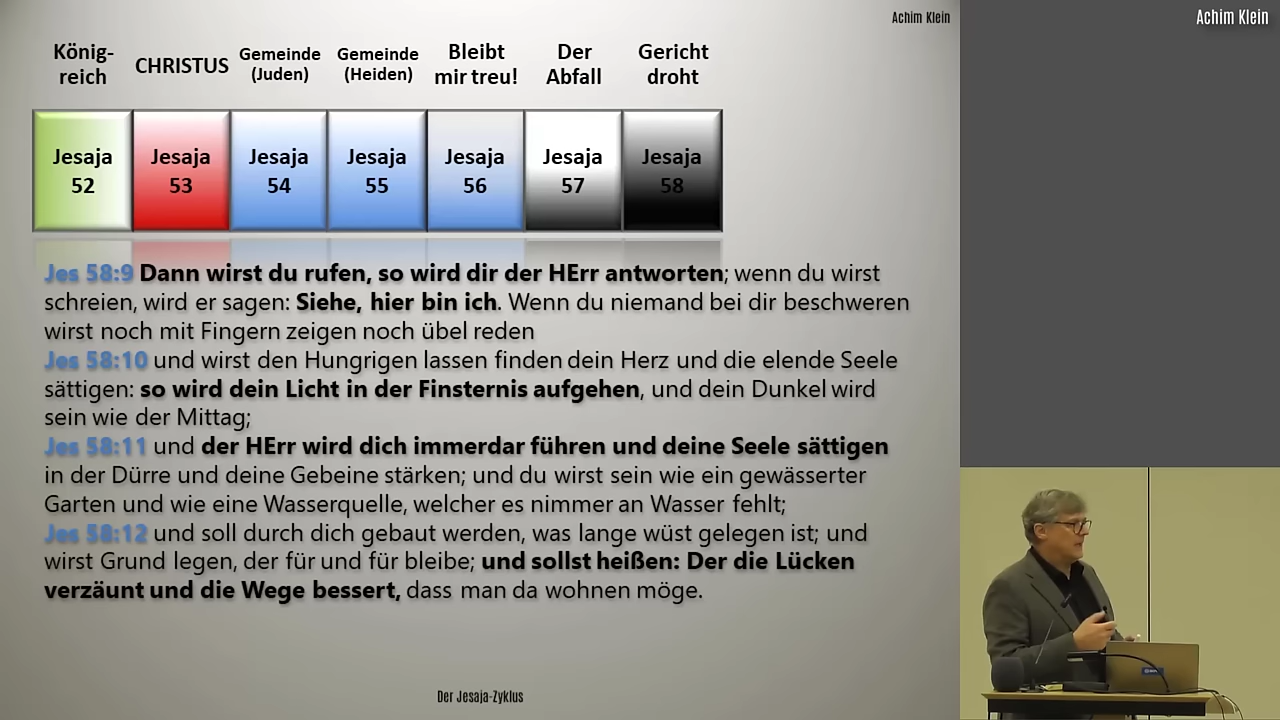 Achim Klein
Achim Klein
König-
reich
CHRISTUS
Gemeinde
(Juden)
Gemeinde
(Heiden)
Bleibt
mir treu!
Der
Abfall
Gericht
droht
Jesaja
52
Jesaja
53
Jesaja
54
Jesaja
55
Jesaja
56
Jesaja
57
Jesaja
58
Jes 58:9 Dann wirst du rufen, so wird dir der HErr antworten; wenn du wirst
schreien, wird er sagen: Siehe, hier bin ich. Wenn du niemand bei dir beschweren
wirst noch mit Fingern zeigen noch übel reden
Jes 58:10 und wirst den Hungrigen lassen finden dein Herz und die elende Seele
sättigen: so wird dein Licht in der Finsternis aufgehen, und dein Dunkel wird
sein wie der Mittag;
Jes 58:11 und der HErr wird dich immerdar führen und deine Seele sättigen
in der Dürre und deine Gebeine stärken; und du wirst sein wie ein gewässerter
Garten und wie eine Wasserquelle, welcher es nimmer an Wasser fehlt;
Jes 58:12 und soll durch dich gebaut werden, was lange wüst gelegen ist; und
wirst Grund legen, der für und für bleibe; und sollst heißen: Der die Lücken
verzäunt und die Wege bessert, dass man da wohnen möge.
Der Jesaja-Zyklus